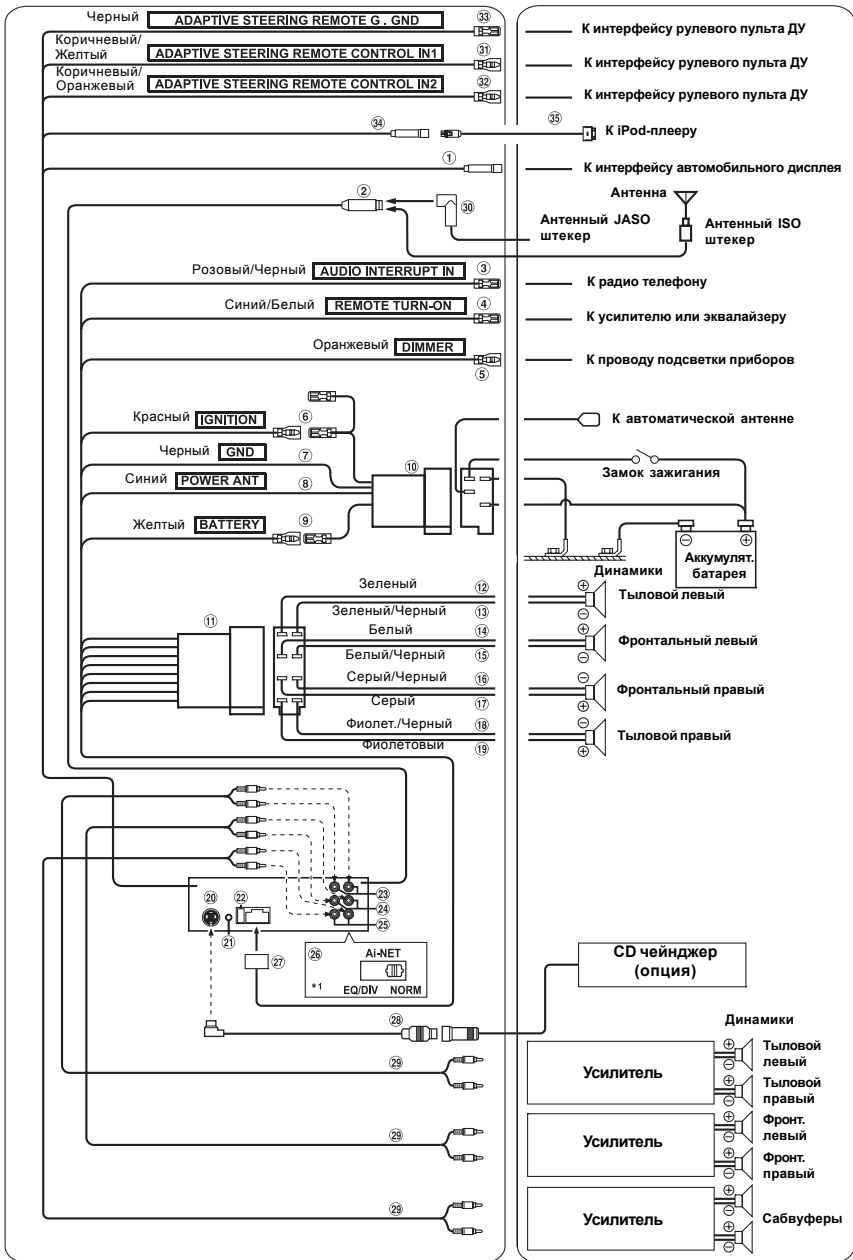 Черный ADAPTIVE STEERING REMOTE G . GND ㉝ К интерфейсу рулевого пульта ДУ
Коричневый/
Желтый ADAPTIVE STEERING REMOTE CONTROL IN1 ㉛ К интерфейсу рулевого пульта ДУ
Коричневый/
Оранжевый ADAPTIVE STEERING REMOTE CONTROL IN2 ㉜ К интерфейсу рулевого пульта ДУ
㉞ ㉟ К iPod-плееру
① К интерфейсу автомобильного дисплея
② ㉚
Антенна
Антенный JASO
штекер
Антенный ISO
штекер
Розовый/Черный AUDIO INTERRUPT IN ③ К радио телефону
Синий/Белый REMOTE TURN-ON ④ К усилителю или эквалайзеру
Оранжевый DIMMER ⑤ К проводу подсветки приборов
Красный IGNITION ⑥ К автоматической антенне
Черный GND ⑦ ⑩ Замок зажигания
Синий POWER ANT ⑧
Желтый BATTERY ⑨
⊖ ⊕
Аккумулят.
батарея
Динамики
Зеленый ⑫ ⊕ Тыловой левый
Зеленый/Черный ⑬ ⊖
⑪
Белый ⑭ ⊕ Фронтальный левый
Белый/Черный ⑮ ⊖
Серый/Черный ⑯ ⊖ Фронтальный правый
Серый ⑰ ⊕
Фиолет./Черный ⑱ ⊖ Тыловой правый
Фиолетовый ⑲ ⊕
⑳ ㉑ ㉒ ㉓
㉔
㉕
㉖ Ai-NET
*1 EQ/DIV NORM
㉗
CD чейнджер
(опция)
㉘
Динамики
㉙ Усилитель ⊕ ⊖ Тыловой
левый
⊕ ⊖ Тыловой
правый
㉙ Усилитель ⊕ ⊖ Фронт.
левый
⊕ ⊖ Фронт.
правый
㉙ Усилитель ⊕ ⊖ ⊕ ⊖ Сабвуферы